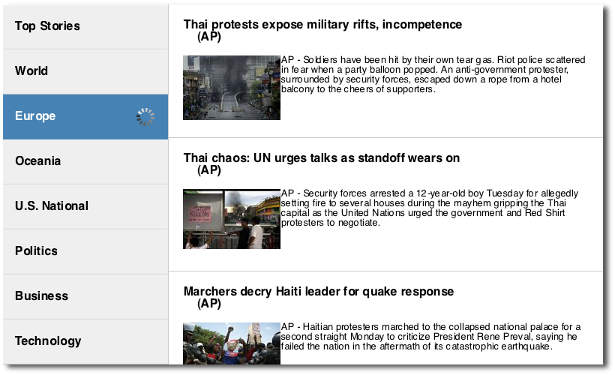 Top Stories
World
Europe
Oceania
U.S. National
Politics
Business
Technology
Thai protests expose military rifts, incompetence
(AP)
AP - Soldiers have been hit by their own tear gas. Riot police scattered
in fear when a party balloon popped. An anti-government protester,
surrounded by security forces, escaped down a rope from a hotel
balcony to the cheers of supporters.
Thai chaos: UN urges talks as standoff wears on
(AP)
AP - Security forces arrested a 12-year-old boy Tuesday for allegedly
setting fire to several houses during the mayhem gripping the Thai
capital as the United Nations urged the government and Red Shirt
protesters to negotiate.
Marchers decry Haiti leader for quake response
(AP)
AP - Haitian protesters marched to the collapsed national palace for a
second straight Monday to criticize President Rene Preval, saying he
failed the nation in the aftermath of its catastrophic earthquake.